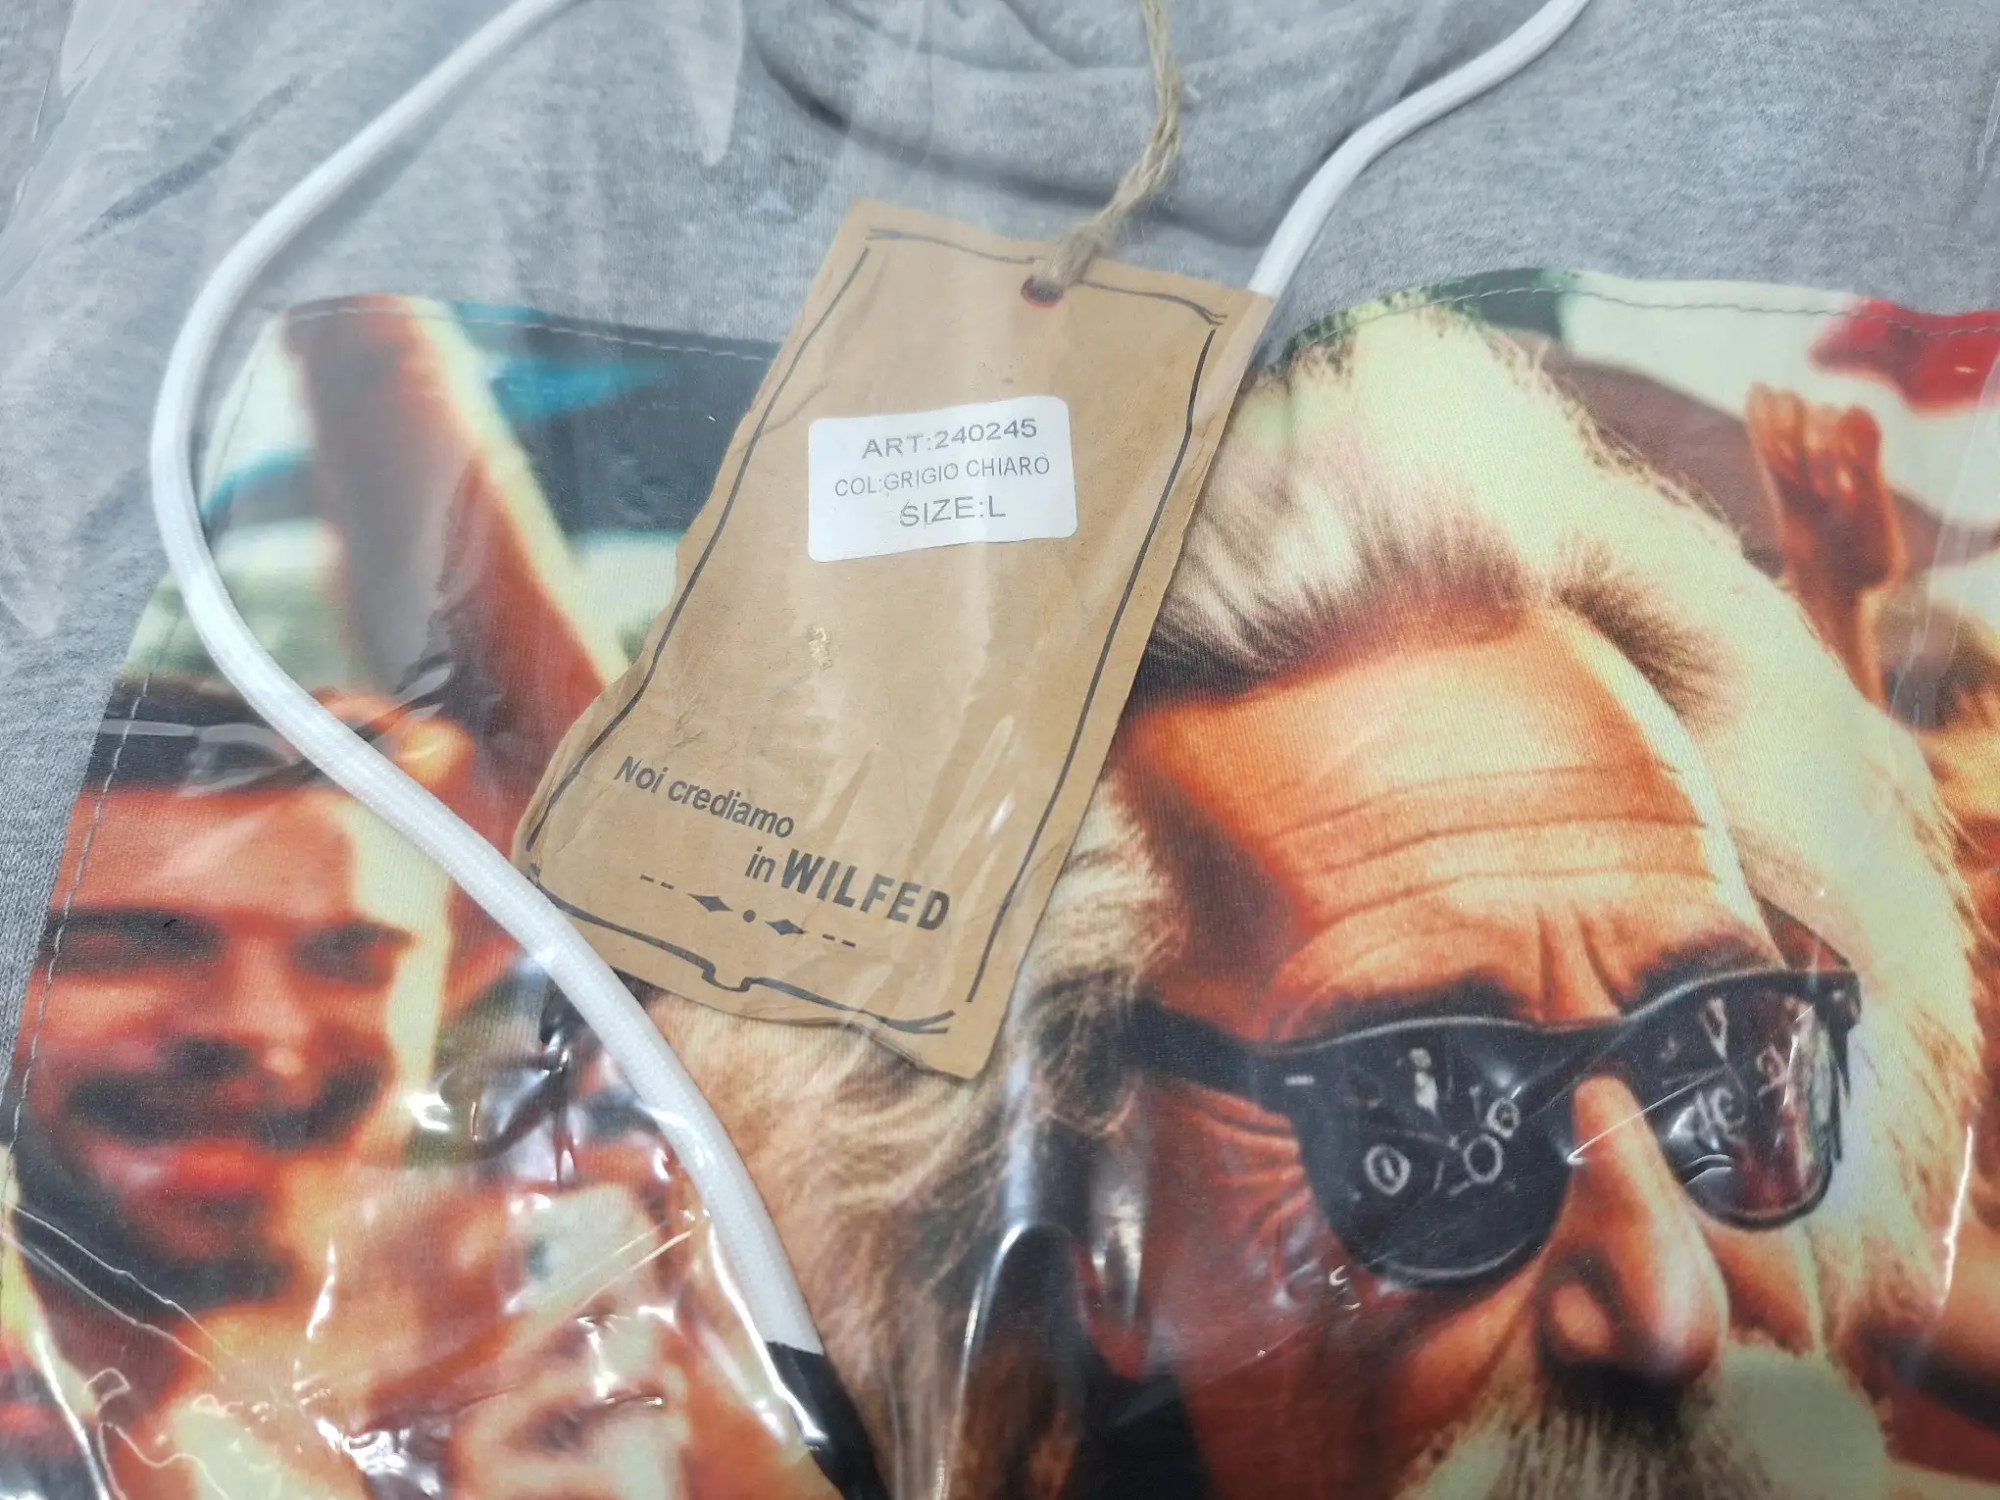 ART:240245
COL:GRIGIO CHIARO
SIZE:L
Noi crediamo
in WILFED